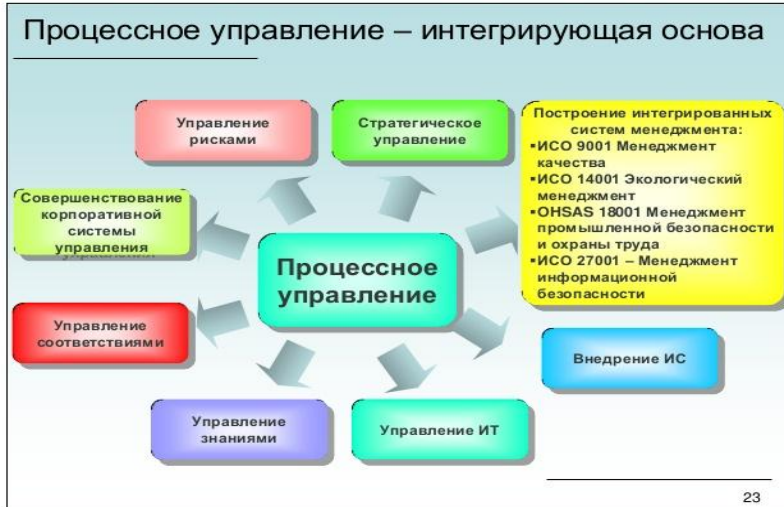 Процессное управление – интегрирующая основа
Управление
рисками
Стратегическое
управление
Построение интегрированных
систем менеджмента:
▪ИСО 9001 Менеджмент
качества
▪ИСО 14001 Экологический
менеджмент
▪OHSAS 18001 Менеджмент
промышленной безопасности
и охраны труда
▪ИСО 27001 – Менеджмент
информационной
безопасности
Совершенствование
корпоративной
системы
управления
Процессное
управление
Управление
соответствиями
Внедрение ИС
Управление
знаниями
Управление ИТ
23